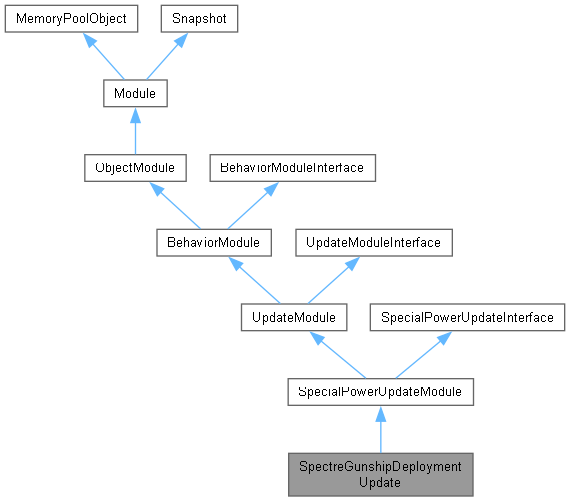 MemoryPoolObject
Snapshot
Module
ObjectModule
BehaviorModuleInterface
BehaviorModule
UpdateModuleInterface
UpdateModule
SpecialPowerUpdateInterface
SpecialPowerUpdateModule
SpectreGunshipDeployment
Update